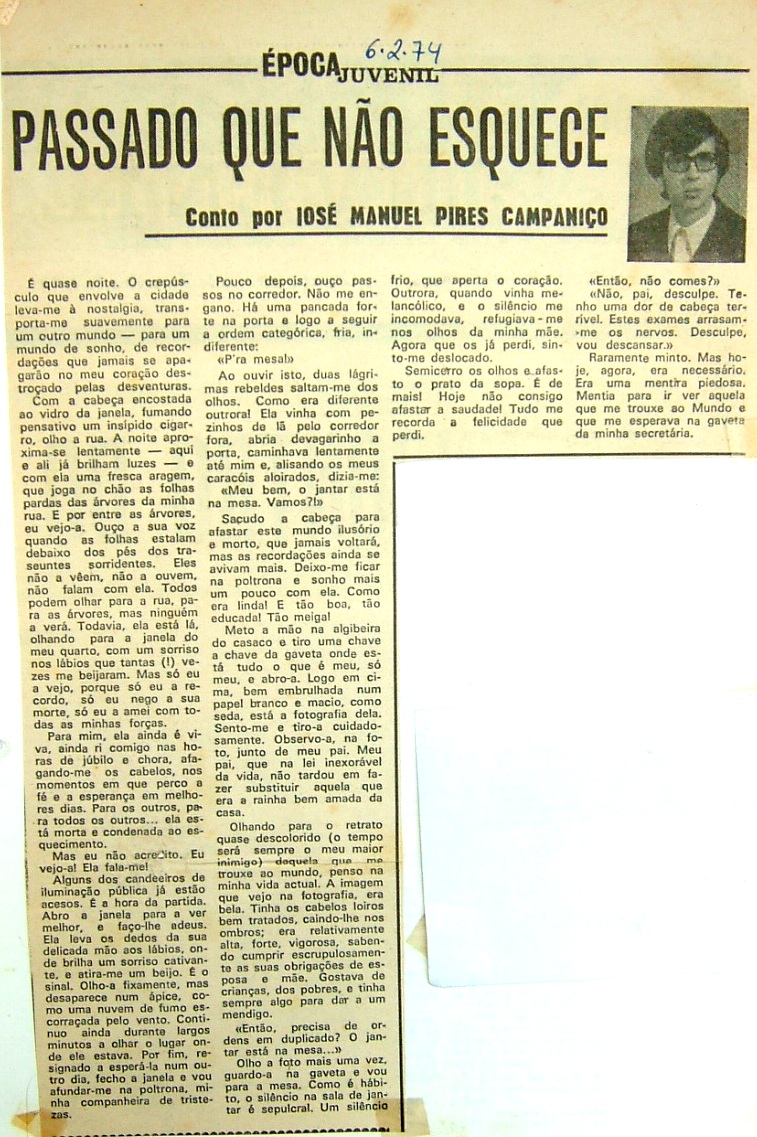 6.2.74
ÉPOCA
JUVENIL
PASSADO QUE NÃO ESQUECE
Conto por JOSÉ MANUEL PIRES CAMPANIÇO
É quase noite. O crepús-
culo que envolve a cidade
leva-me à nostalgia, trans-
porta-me suavemente para
um outro mundo — para um
mundo de sonho, de recor-
dações que jamais se apa-
garão no meu coração des-
troçado pelas desventuras.
Com a cabeça encostada
ao vidro da janela, fumando
pensativo um insípido cigar-
ro, olho a rua. A noite apro-
xima-se lentamente — aqui
e ali já brilham luzes — e
com ela uma fresca aragem,
que joga no chão as folhas
pardas das árvores da minha
rua. E por entre as árvores,
eu vejo-a. Ouço a sua voz
quando as folhas estalam
debaixo dos pés dos tran-
seuntes sorridentes. Eles
não a vêem, não a ouvem,
não falam com ela. Todos
podem olhar para a rua, pa-
ra as árvores, mas ninguém
a verá. Todavia, ela está lá,
olhando para a janela do
meu quarto, com um sorriso
nos lábios que tantas (!) ve-
zes me beijaram. Mas só eu
a vejo, porque só eu a re-
cordo, só eu nego a sua
morte, só eu a amei com to-
das as minhas forças.
Para mim, ela ainda é vi-
va, ainda ri comigo nas ho-
ras de júbilo e chora, afa-
gando-me os cabelos, nos
momentos em que perco a
fé e a esperança em melho-
res dias. Para os outros, pa-
ra todos os outros... ela es-
tá morta e condenada ao es-
quecimento.
Mas eu não acredito. Eu
vejo-a! Ela fala-me!
Alguns dos candeeiros de
iluminação pública já estão
acesos. É a hora da partida.
Abro a janela para a ver
melhor, e faço-lhe adeus.
Ela leva os dedos da sua
delicada mão aos lábios, on-
de brilha um sorriso cativan-
te, e atira-me um beijo. É o
sinal. Olho-a fixamente, mas
desaparece num ápice, co-
mo uma nuvem de fumo es-
corraçada pelo vento. Conti-
nuo ainda durante largos
minutos a olhar o lugar on-
de ele estava. Por fim, re-
signado a esperá-la num ou-
tro dia, fecho a janela e vou
afundar-me na poltrona, mi-
nha companheira de triste-
zas.
Pouco depois, ouço pas-
sos no corredor. Não me en-
gano. Há uma pancada for-
te na porta e logo a seguir
a ordem categórica, fria, in-
diferente:
«P'ra mesa!»
Ao ouvir isto, duas lágri-
mas rebeldes saltam-me dos
olhos. Como era diferente
outrora! Ela vinha com pe-
zinhos de lã pelo corredor
fora, abria devagarinho a
porta, caminhava lentamente
até mim e, alisando os meus
caracóis aloirados, dizia-me:
«Meu bem, o jantar está
na mesa. Vamos?!»
Sacudo a cabeça para
afastar este mundo ilusório
e morto, que jamais voltará,
mas as recordações ainda se
avivam mais. Deixo-me ficar
na poltrona e sonho mais
um pouco com ela. Como
era linda! E tão boa, tão
educada! Tão meiga!
Meto a mão na algibeira
do casaco e tiro uma chave
a chave da gaveta onde es-
tá tudo o que é meu, só
meu, e abro-a. Logo em ci-
ma, bem embrulhada num
papel branco e macio, como
seda, está a fotografia dela.
Sento-me e tiro-a cuidado-
samente. Observo-a, na fo-
to, junto de meu pai. Meu
pai, que na lei inexorável
da vida, não tardou em fa-
zer substituir aquela que
era a rainha bem amada da
casa.
Olhando para o retrato
quase descolorido (o tempo
será sempre o meu maior
inimigo) daquela que me
trouxe ao mundo, penso na
minha vida actual. A imagem
que vejo na fotografia, era
bela. Tinha os cabelos loiros
bem tratados, caindo-lhe nos
ombros; era relativamente
alta, forte, vigorosa, saben-
do cumprir escrupulosamen-
te as suas obrigações de es-
posa e mãe. Gostava de
crianças, dos pobres, e tinha
sempre algo para dar a um
mendigo.
«Então, precisa de or-
dens em duplicado? O jan-
tar está na mesa...»
Olho a foto mais uma vez,
guardo-a na gaveta e vou
para a mesa. Como é hábi-
to, o silêncio na sala de jan-
tar é sepulcral. Um silêncio
frio, que aperta o coração.
Outrora, quando vinha me-
lancólico, e o silêncio me
incomodava, refugiava-me
nos olhos da minha mãe.
Agora que os já perdi, sin-
to-me deslocado.
Semicerro os olhos e afas-
to o prato da sopa. É de
mais! Hoje não consigo
afastar a saudade! Tudo me
recorda a felicidade que
perdi.
«Então, não comes?»
«Não, pai, desculpe. Te-
nho uma dor de cabeça ter-
rível. Estes exames arrasam-
-me os nervos. Desculpe,
vou descansar.»
Raramente minto. Mas ho-
je, agora, era necessário.
Era uma mentira piedosa.
Mentia para ir ver aquela
que me trouxe ao Mundo e
que me esperava na gaveta
da minha secretária.